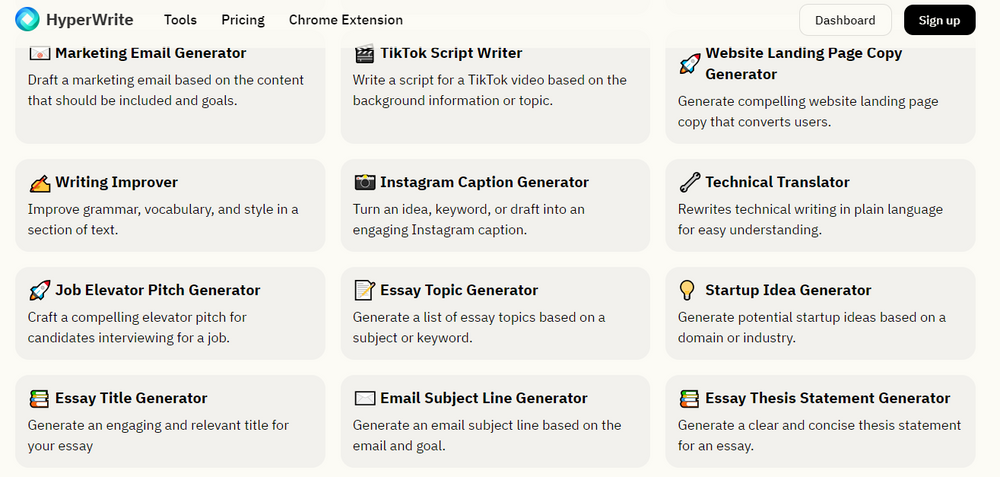 HyperWrite Tools Pricing Chrome Extension Dashboard Sign up
Marketing Email Generator
Draft a marketing email based on the content
that should be included and goals.
TikTok Script Writer
Write a script for a TikTok video based on the
background information or topic.
Website Landing Page Copy
Generator
Generate compelling website landing page
copy that converts users.
Writing Improver
Improve grammar, vocabulary, and style in a
section of text.
Instagram Caption Generator
Turn an idea, keyword, or draft into an
engaging Instagram caption.
Technical Translator
Rewrites technical writing in plain language
for easy understanding.
Job Elevator Pitch Generator
Craft a compelling elevator pitch for
candidates interviewing for a job.
Essay Topic Generator
Generate a list of essay topics based on a
subject or keyword.
Startup Idea Generator
Generate potential startup ideas based on a
domain or industry.
Essay Title Generator
Generate an engaging and relevant title for
your essay
Email Subject Line Generator
Generate an email subject line based on the
email and goal.
Essay Thesis Statement Generator
Generate a clear and concise thesis statement
for an essay.